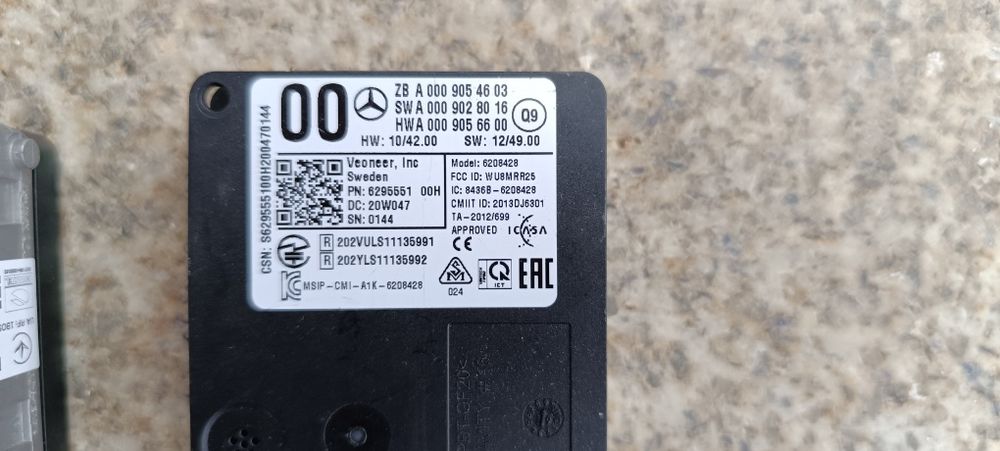 00
ZB A 000 905 46 03
SW A 000 902 80 16
HWA 000 905 66 00
Q9
HW: 10/42.00 SW: 12/49.00
CSN: S629555100H200470144
Veoneer, Inc
Sweden
PN: 6295551 00H
DC: 20W047
SN: 0144
Model: 6208428
FCC ID: WU8MRR25
IC: 8436B-6208428
CMIIT ID: 2013DJ6301
TA-2012/699
APPROVED ICASA
CE
R 202VULS11135991
R 202YLS11135992
MSIP-CMI-A1K-6208428
024
ICT
EAC